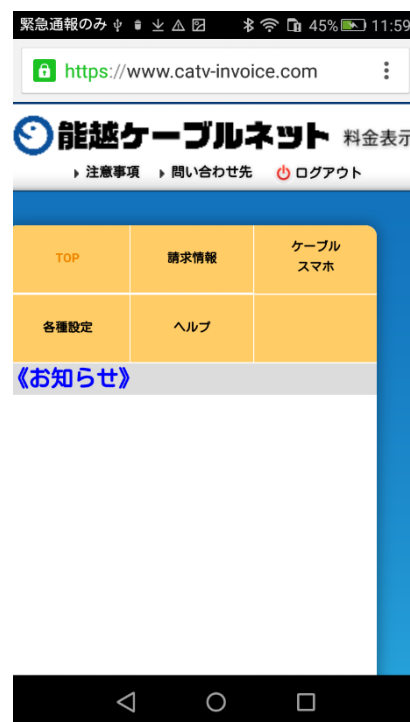 緊急通報のみ 45% 11:59
https://www.catv-invoice.com
能越ケーブルネット 料金表示
注意事項 問い合わせ先 ログアウト
TOP 請求情報 ケーブル
スマホ
各種設定 ヘルプ
《お知らせ》